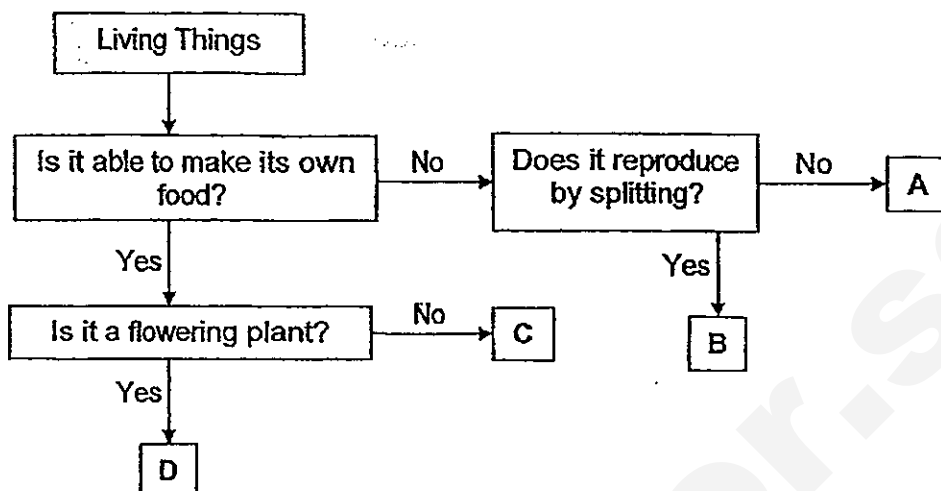 Living Things
Is it able to make its own
food?
No
Does it reproduce
by splitting?
No
A
Yes
Yes
Is it a flowering plant?
No
C
B
Yes
D